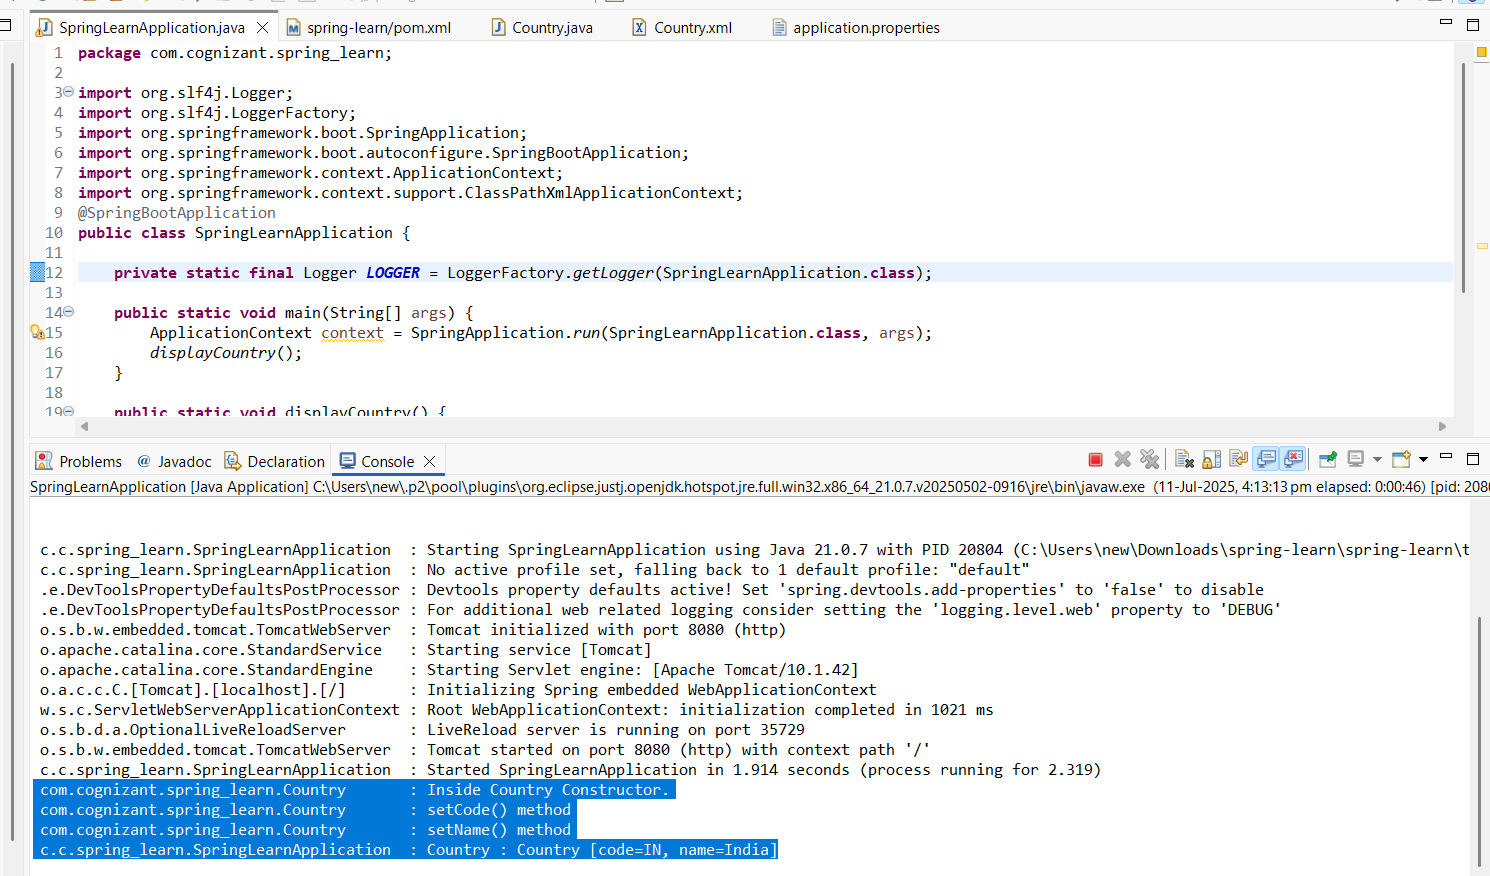 SpringLearnApplication.java spring-learn/pom.xml Country.java Country.xml application.properties
1 package com.cognizant.spring_learn;
2
3 import org.slf4j.Logger;
4 import org.slf4j.LoggerFactory;
5 import org.springframework.boot.SpringApplication;
6 import org.springframework.boot.autoconfigure.SpringBootApplication;
7 import org.springframework.context.ApplicationContext;
8 import org.springframework.context.support.ClassPathXmlApplicationContext;
9 @SpringBootApplication
10 public class SpringLearnApplication {
11
12 private static final Logger LOGGER = LoggerFactory.getLogger(SpringLearnApplication.class);
13
14 public static void main(String[] args) {
15 ApplicationContext context = SpringApplication.run(SpringLearnApplication.class, args);
16 displayCountry();
17 }
18
19 public static void displayCountry() {
Problems @ Javadoc Declaration Console
SpringLearnApplication [Java Application] C:\Users\new\.p2\pool\plugins\org.eclipse.justj.openjdk.hotspot.jre.full.win32.x86_64_21.0.7.v20250502-0916\jre\bin\javaw.exe (11-Jul-2025, 4:13:13 pm elapsed: 0:00:46) [pid: 2080
c.c.spring_learn.SpringLearnApplication : Starting SpringLearnApplication using Java 21.0.7 with PID 20804 (C:\Users\new\Downloads\spring-learn\spring-learn\t
c.c.spring_learn.SpringLearnApplication : No active profile set, falling back to 1 default profile: "default"
.e.DevToolsPropertyDefaultsPostProcessor : Devtools property defaults active! Set 'spring.devtools.add-properties' to 'false' to disable
.e.DevToolsPropertyDefaultsPostProcessor : For additional web related logging consider setting the 'logging.level.web' property to 'DEBUG'
o.s.b.w.embedded.tomcat.TomcatWebServer : Tomcat initialized with port 8080 (http)
o.apache.catalina.core.StandardService : Starting service [Tomcat]
o.apache.catalina.core.StandardEngine : Starting Servlet engine: [Apache Tomcat/10.1.42]
o.a.c.c.C.[Tomcat].[localhost].[/] : Initializing Spring embedded WebApplicationContext
w.s.c.ServletWebServerApplicationContext : Root WebApplicationContext: initialization completed in 1021 ms
o.s.b.d.a.OptionalLiveReloadServer : LiveReload server is running on port 35729
o.s.b.w.embedded.tomcat.TomcatWebServer : Tomcat started on port 8080 (http) with context path '/'
c.c.spring_learn.SpringLearnApplication : Started SpringLearnApplication in 1.914 seconds (process running for 2.319)
com.cognizant.spring_learn.Country : Inside Country Constructor.
com.cognizant.spring_learn.Country : setCode() method
com.cognizant.spring_learn.Country : setName() method
c.c.spring_learn.SpringLearnApplication : Country : Country [code=IN, name=India]